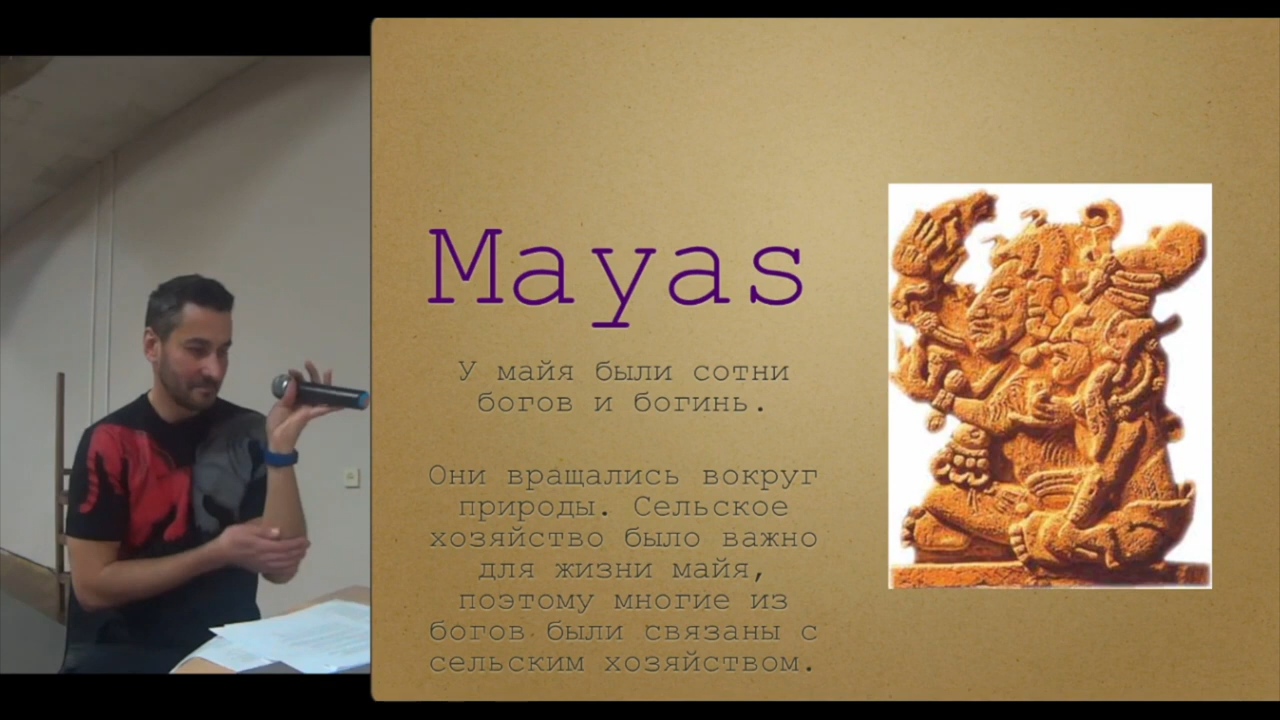 Mayas
У майя были сотни
богов и богинь.
Они вращались вокруг
природы. Сельское
хозяйство было важно
для жизни майя,
поэтому многие из
богов были связаны с
сельским хозяйством.